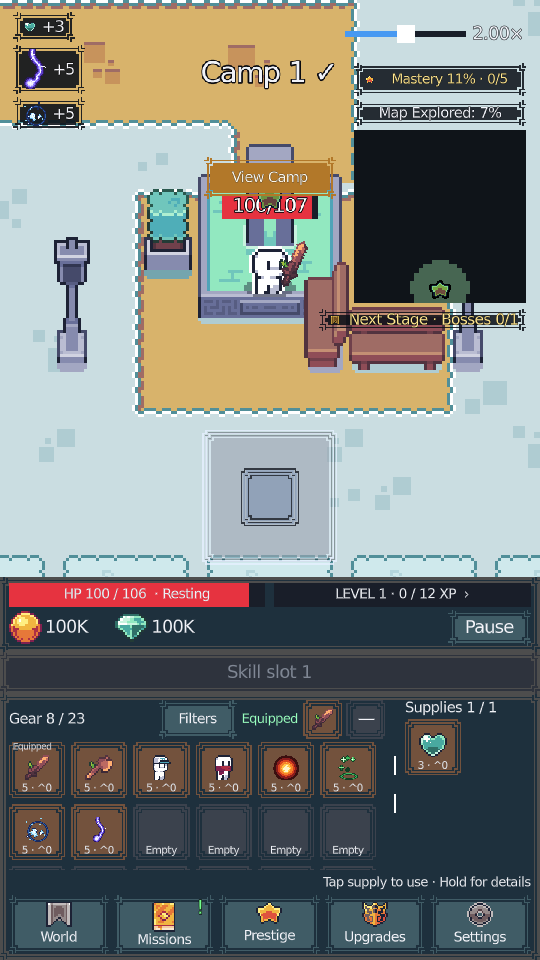 +3
2.00×
+5
Camp 1 ✓
Mastery 11% · 0/5
+5
Map Explored: 7%
View Camp
100/107
Next Stage · Bosses 0/1
HP 100 / 106 · Resting
LEVEL 1 · 0 / 12 XP ›
100K
100K
Pause
Skill slot 1
Gear 8 / 23
Filters
Equipped
—
Supplies 1 / 1
Equipped
5 · ^0
5 · ^0
5 · ^0
5 · ^0
5 · ^0
5 · ^0
3 · ^0
5 · ^0
5 · ^0
Empty
Empty
Empty
Empty
Tap supply to use · Hold for details
World
Missions
!
Prestige
Upgrades
Settings